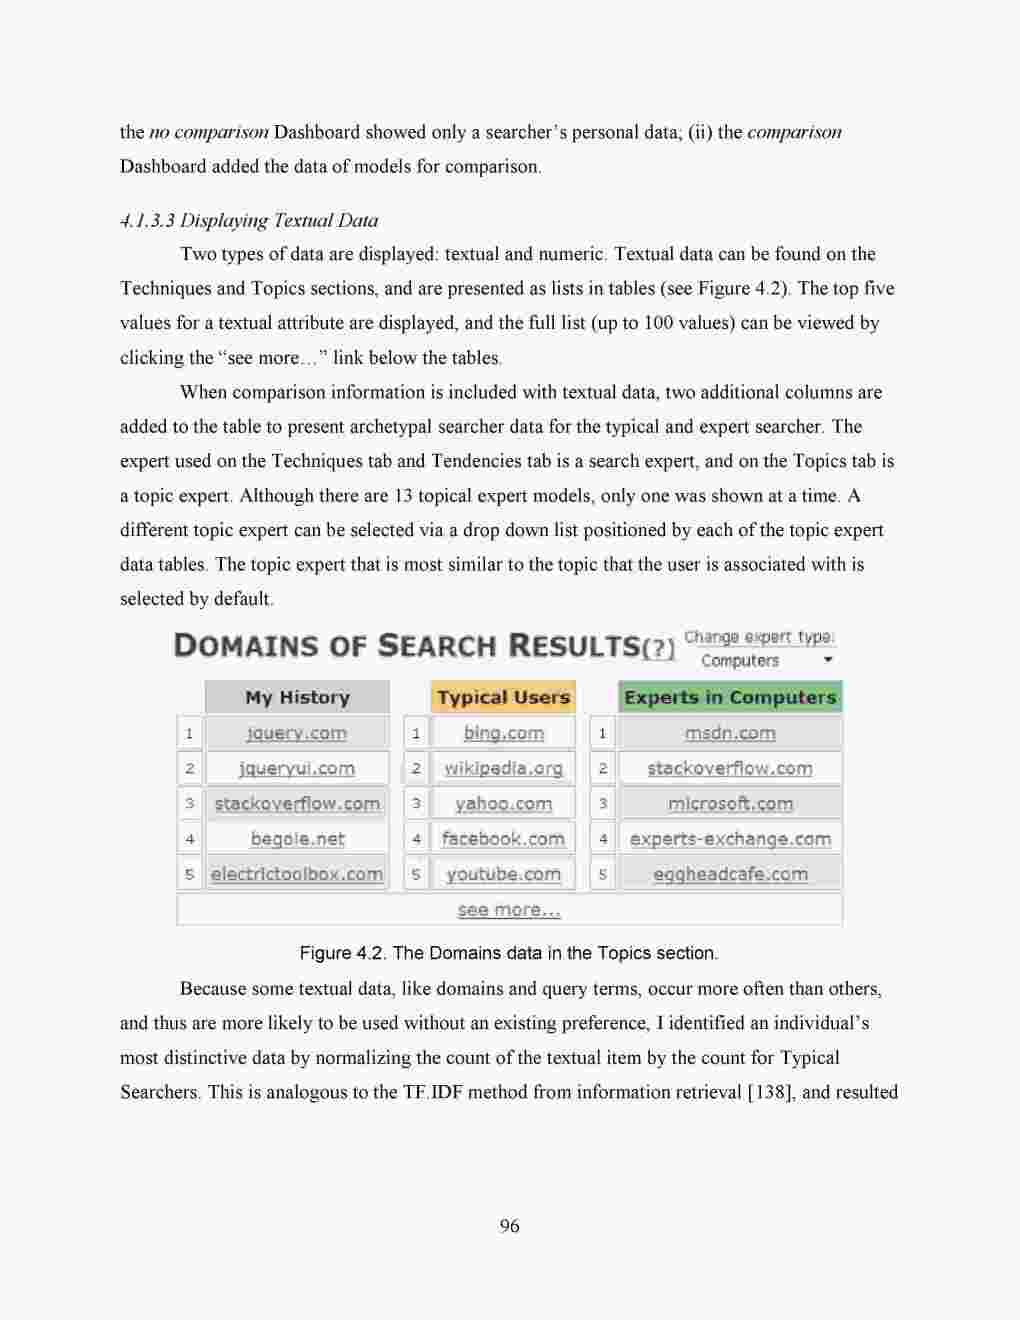 the no comparison Dashboard showed only a searcher's personal data; (ii) the comparison
Dashboard added the data of models for comparison.
4.1.3.3 Displaying Textual Data
Two types of data are displayed: textual and numeric. Textual data can be found on the
Techniques and Topics sections, and are presented as lists in tables (see Figure 4.2). The top five
values for a textual attribute are displayed, and the full list (up to 100 values) can be viewed by
clicking the “see more…” link below the tables.
When comparison information is included with textual data, two additional columns are
added to the table to present archetypal searcher data for the typical and expert searcher. The
expert used on the Techniques tab and Tendencies tab is a search expert, and on the Topics tab is
a topic expert. Although there are 13 topical expert models, only one was shown at a time. A
different topic expert can be selected via a drop down list positioned by each of the topic expert
data tables. The topic expert that is most similar to the topic that the user is associated with is
selected by default.
DOMAINS OF SEARCH RESULTS(?) Change expert type:
Computers
My History Typical Users Experts in Computers
1 jquery.com 1 bing.com 1 msdn.com
2 jqueryui.com 2 wikipedia.org 2 stackoverflow.com
3 stackoverflow.com 3 yahoo.com 3 microsoft.com
4 begole.net 4 facebook.com 4 experts-exchange.com
5 electrictoolbox.com 5 youtube.com 5 eggheadcafe.com
see more...
Figure 4.2. The Domains data in the Topics section.
Because some textual data, like domains and query terms, occur more often than others,
and thus are more likely to be used without an existing preference, I identified an individual's
most distinctive data by normalizing the count of the textual item by the count for Typical
Searchers. This is analogous to the TF.IDF method from information retrieval [138], and resulted
96